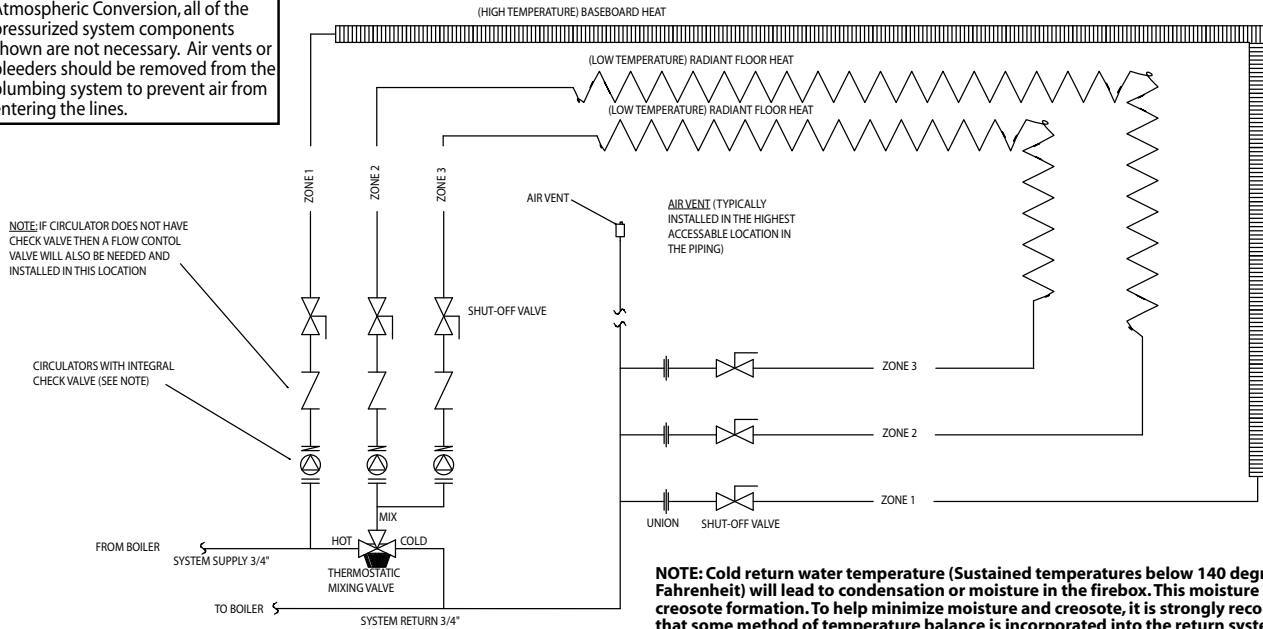 Atmospheric Conversion, all of the
pressurized system components
shown are not necessary. Air vents or
bleeders should be removed from the
plumbing system to prevent air from
entering the lines.
(HIGH TEMPERATURE) BASEBOARD HEAT
(LOW TEMPERATURE) RADIANT FLOOR HEAT
(LOW TEMPERATURE) RADIANT FLOOR HEAT
ZONE 1
ZONE 2
ZONE 3
AIR VENT
AIR VENT (TYPICALLY
INSTALLED IN THE HIGHEST
ACCESSABLE LOCATION IN
THE PIPING)
NOTE: IF CIRCULATOR DOES NOT HAVE
CHECK VALVE THEN A FLOW CONTOL
VALVE WILL ALSO BE NEEDED AND
INSTALLED IN THIS LOCATION
SHUT-OFF VALVE
CIRCULATORS WITH INTEGRAL
CHECK VALVE (SEE NOTE)
ZONE 3
ZONE 2
ZONE 1
UNION
SHUT-OFF VALVE
MIX
HOT
COLD
FROM BOILER
SYSTEM SUPPLY 3/4"
THERMOSTATIC
MIXING VALVE
TO BOILER
SYSTEM RETURN 3/4"
NOTE: Cold return water temperature (Sustained temperatures below 140 degr
Fahrenheit) will lead to condensation or moisture in the firebox. This moisture
creosote formation. To help minimize moisture and creosote, it is strongly reco
that some method of temperature balance is incorporated into the return syste